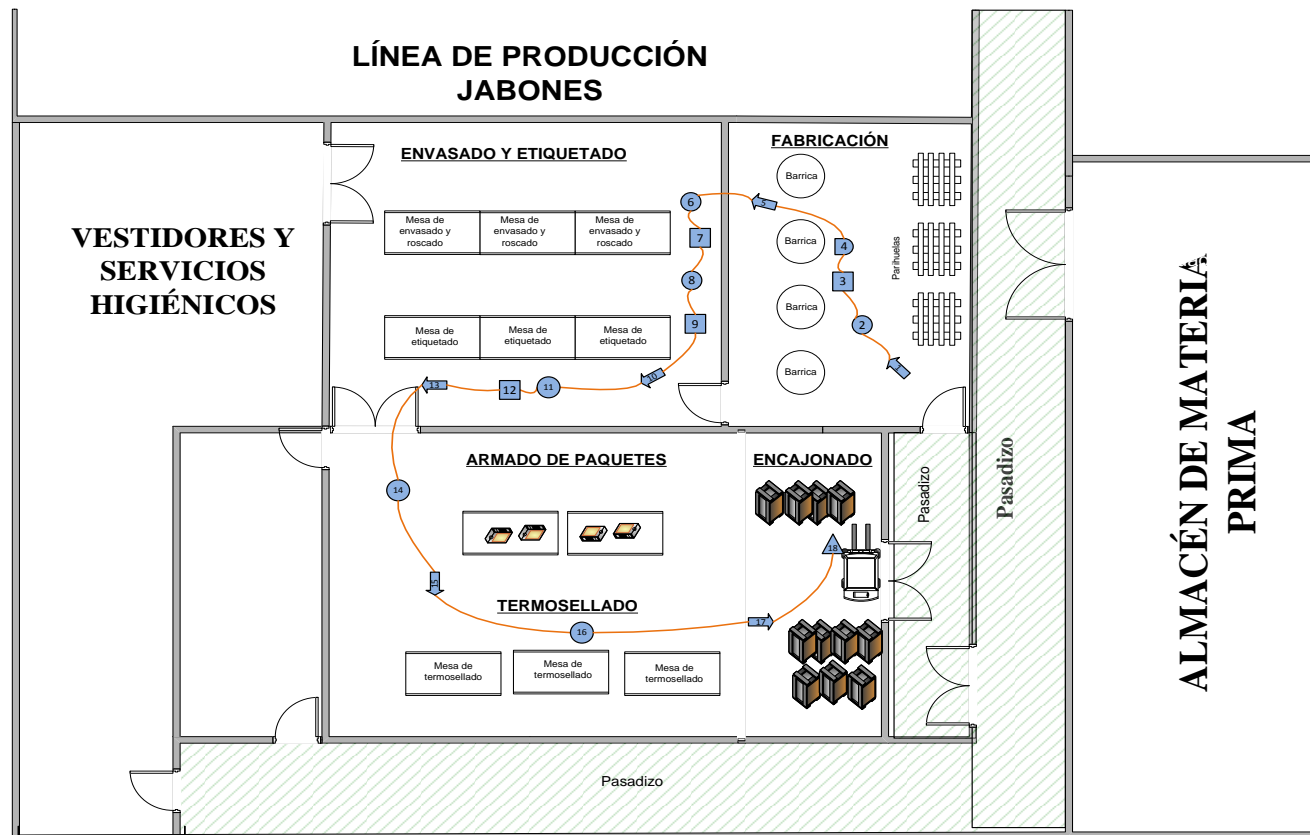 LÍNEA DE PRODUCCIÓN
JABONES
FABRICACIÓN
ENVASADO Y ETIQUETADO
Barrica
Barrica
Barrica
Barrica
Parihuelas
6
5
7
4
8
3
9
2
10
11
12
13
Mesa de
envasado y
roscado
Mesa de
envasado y
roscado
Mesa de
envasado y
roscado
Mesa de
etiquetado
Mesa de
etiquetado
Mesa de
etiquetado
VESTIDORES Y
SERVICIOS
HIGIÉNICOS
ARMADO DE PAQUETES
ENCAJONADO
14
15
16
17
18
TERMOSELLADO
Mesa de
termosellado
Mesa de
termosellado
Mesa de
termosellado
Pasadizo
Pasadizo
Pasadizo
ALMACÉN DE MATERIA
PRIMA